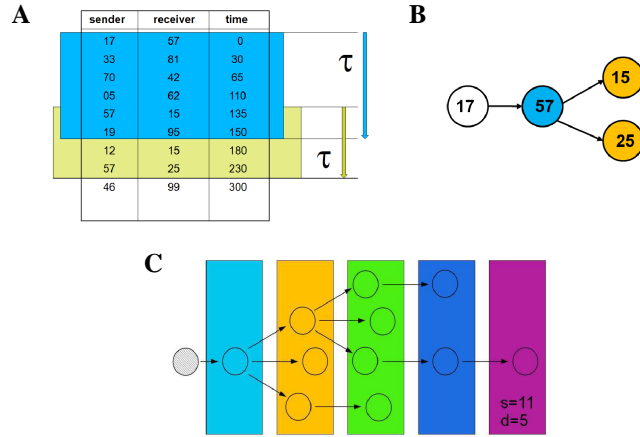 A
sender receiver time
17 57 0
33 81 30
70 42 65
05 62 110
57 15 135
19 95 150
12 15 180
57 25 230
46 99 300
τ
τ
B
17
57
15
25
C
s=11
d=5